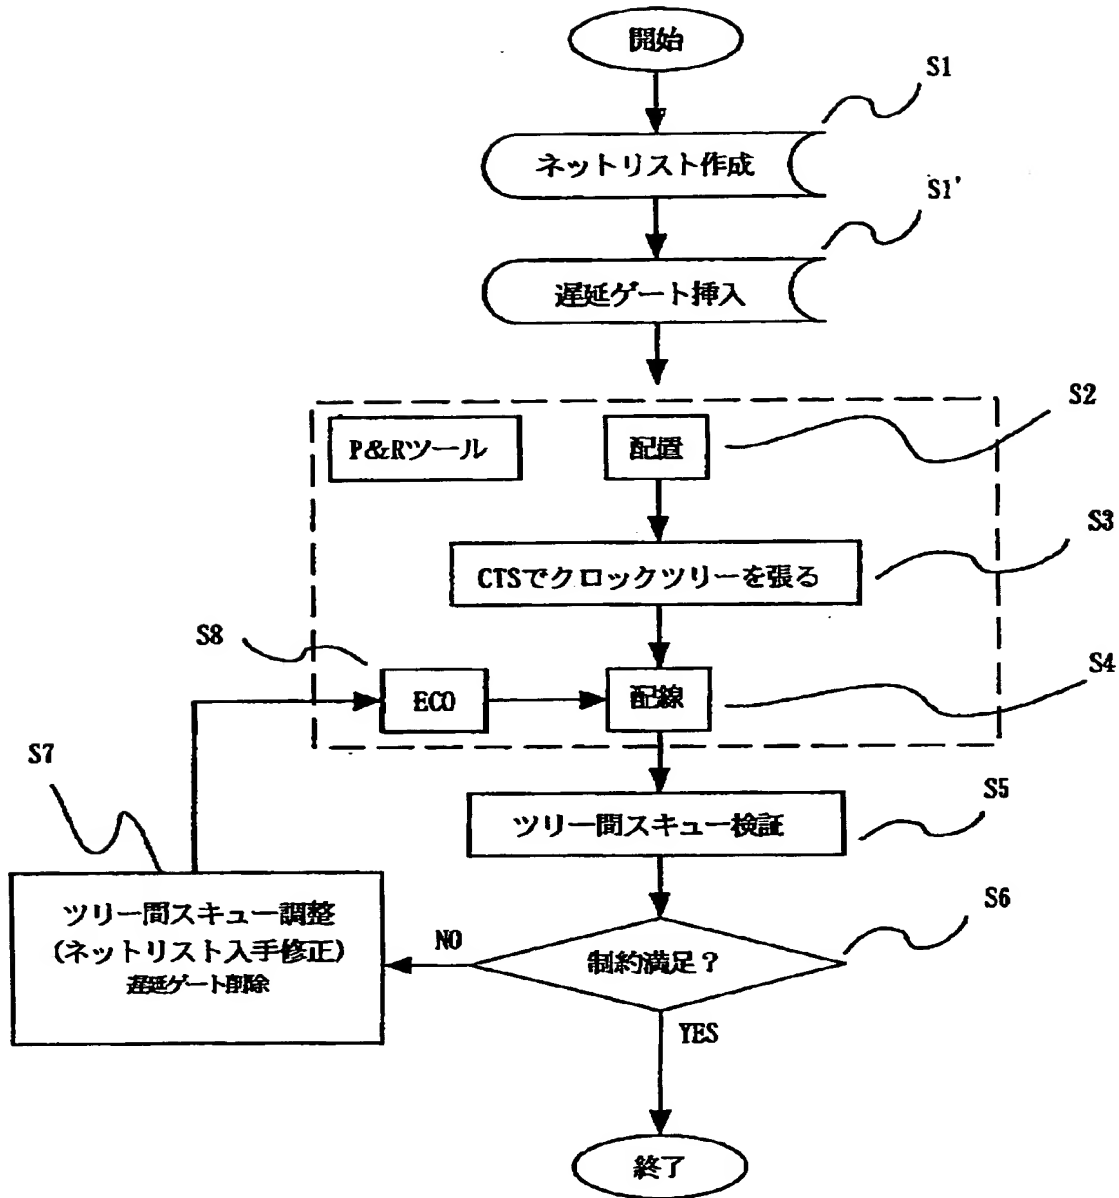 開始
S1
ネットリスト作成
S1'
遅延ゲート挿入
S2
P&Rツール
配置
S3
CTSでクロックツリーを張る
S8
S4
ECO
配線
S7
S5
ツリー間スキュー検証
S6
ツリー間スキュー調整
(ネットリスト入手修正)
遅延ゲート削除
NO
制約満足?
YES
終了